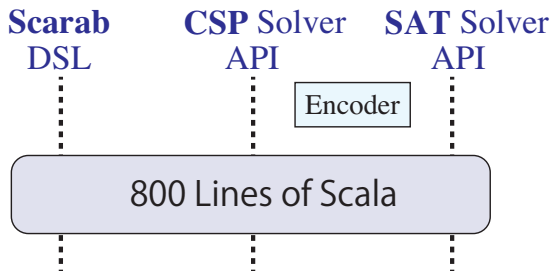 Scarab CSP Solver SAT Solver
DSL API API
Encoder
800 Lines of Scala